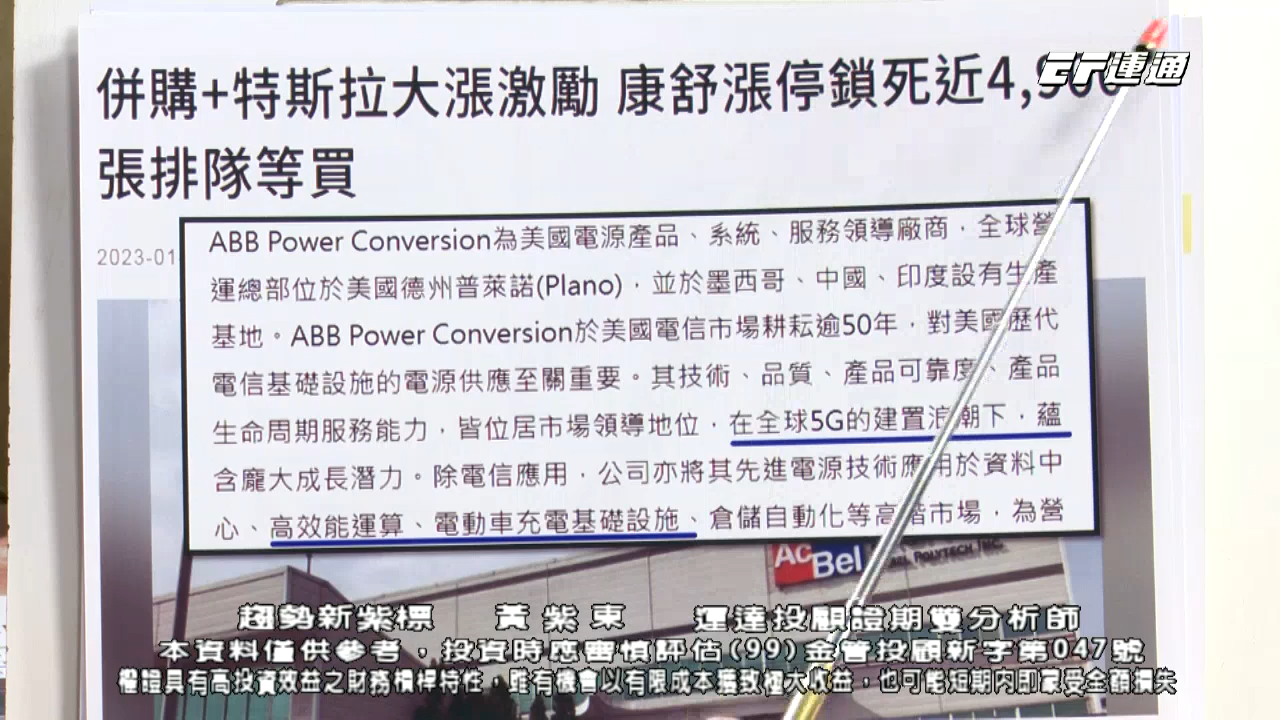 CT運通
併購+特斯拉大漲激勵 康舒漲停鎖死近4,900
張排隊等買
2023-01
ABB Power Conversion為美國電源產品、系統、服務領導廠商，全球營
運總部位於美國德州普萊諾(Plano)，並於墨西哥、中國、印度設有生產
基地。ABB Power Conversion於美國電信市場耕耘逾50年，對美國歷代
電信基礎設施的電源供應至關重要。其技術、品質、產品可靠度、產品
生命周期服務能力，皆位居市場領導地位，在全球5G的建置浪潮下，蘊
含龐大成長潛力。除電信應用，公司亦將其先進電源技術應用於資料中
心、高效能運算、電動車充電基礎設施、倉儲自動化等高階市場，為營
AcBel POLYTECH INC.
趨勢新紫標 黃紫東 運達投顧證期雙分析師
本資料僅供參考，投資時應審慎評估(99)金管投顧新字第047號
權證具有高投資效益之財務槓桿特性，雖有機會以有限成本獲致極大收益，也可能短期內即蒙受全額損失